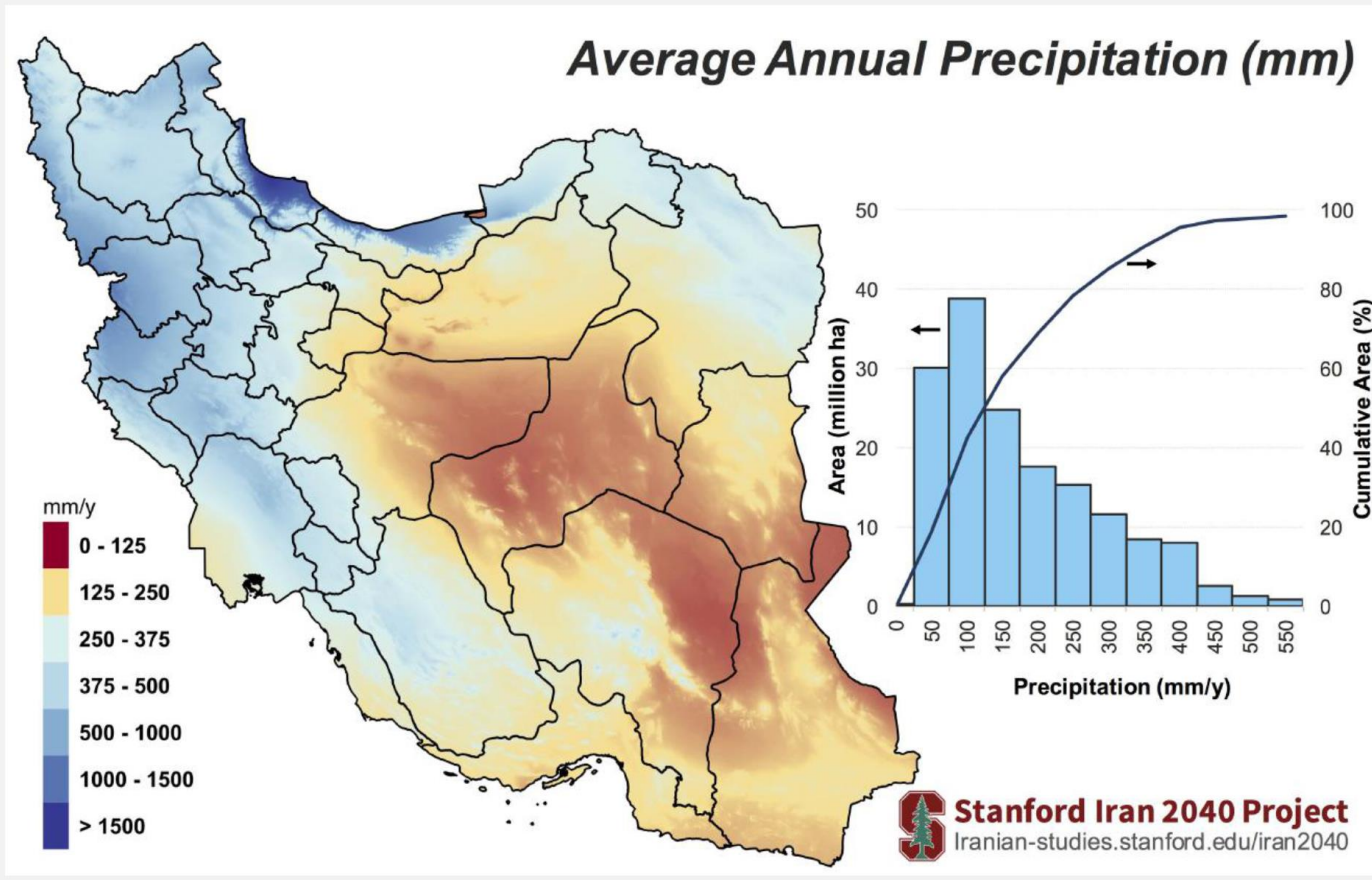 Average Annual Precipitation (mm)
mm/y
0 - 125
125 - 250
250 - 375
375 - 500
500 - 1000
1000 - 1500
> 1500
Area (million ha)
50
40
30
20
10
0
100
80
60
40
20
0
Cumulative Area (%)
0
50
100
150
200
250
300
350
400
450
500
550
Precipitation (mm/y)
S
Stanford Iran 2040 Project
Iranian-studies.stanford.edu/iran2040